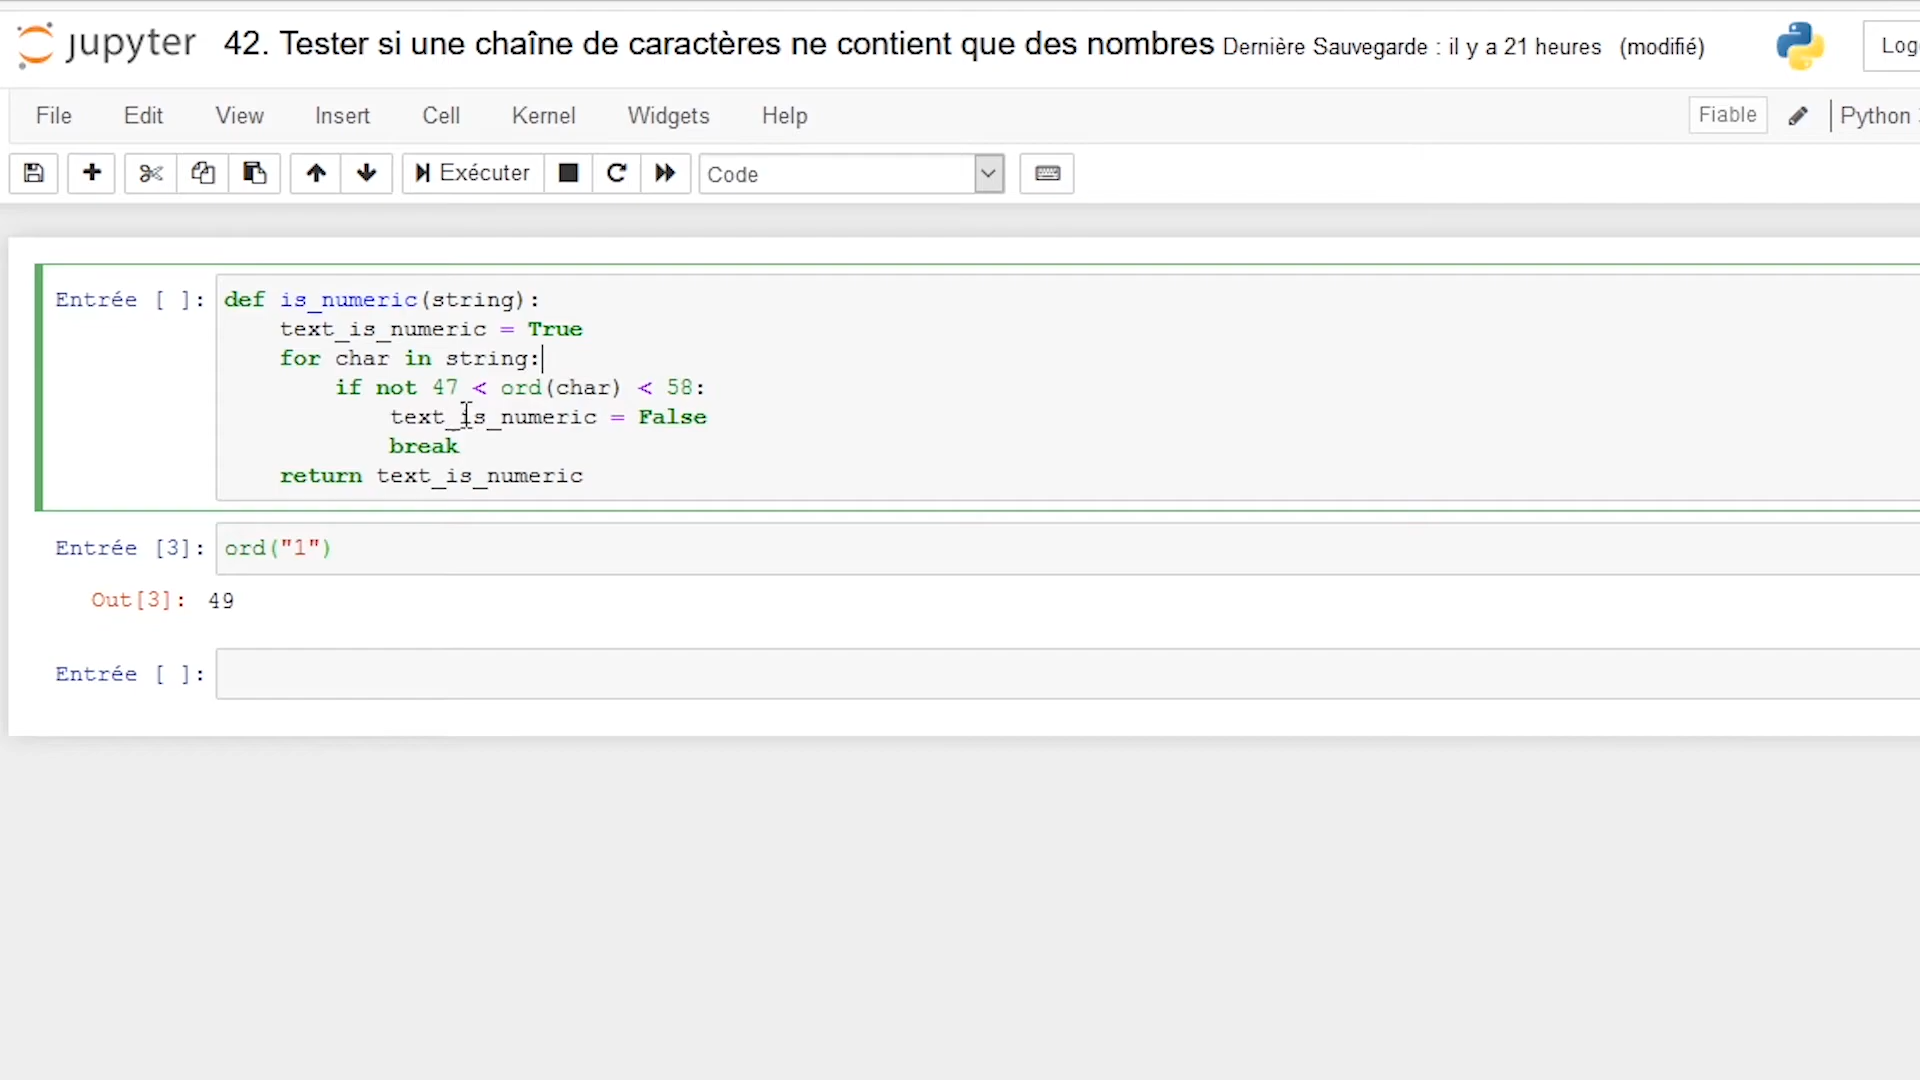 jupyter 42. Tester si une chaîne de caractères ne contient que des nombres Dernière Sauvegarde : il y a 21 heures (modifié)
File Edit View Insert Cell Kernel Widgets Help Fiable Python
Exécuter Code
Entrée [ ]: def is_numeric(string):
text_is_numeric = True
for char in string:
if not 47 < ord(char) < 58:
text_is_numeric = False
break
return text_is_numeric
Entrée [3]: ord("1")
Out[3]: 49
Entrée [ ]: